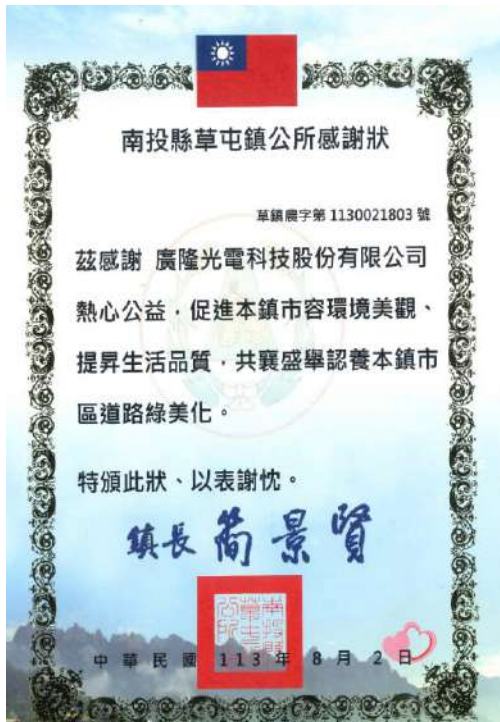 南投縣草屯鎮公所感謝狀
草鎮農字第 1130021803 號
茲感謝 廣隆光電科技股份有限公司
熱心公益,促進本鎮市容環境美觀、
提昇生活品質,共襄盛舉認養本鎮市
區道路綠美化。
特頒此狀、以表謝忱。
鎮長 簡景賢
中華民國 113 年 8 月 2 日